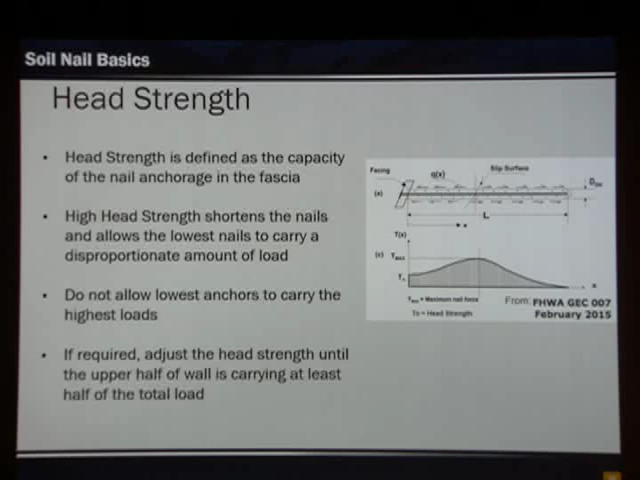 Soil Nail Basics
Head Strength
• Head Strength is defined as the capacity
of the nail anchorage in the fascia
• High Head Strength shortens the nails
and allows the lowest nails to carry a
disproportionate amount of load
• Do not allow lowest anchors to carry the
highest loads
• If required, adjust the head strength until
the upper half of wall is carrying at least
half of the total load
Facing
q(x)
Slip Surface
(a)
L
x
T(x)
(c)
x
= Maximum nail force
To = Head Strength
From: FHWA GEC 007
February 2015